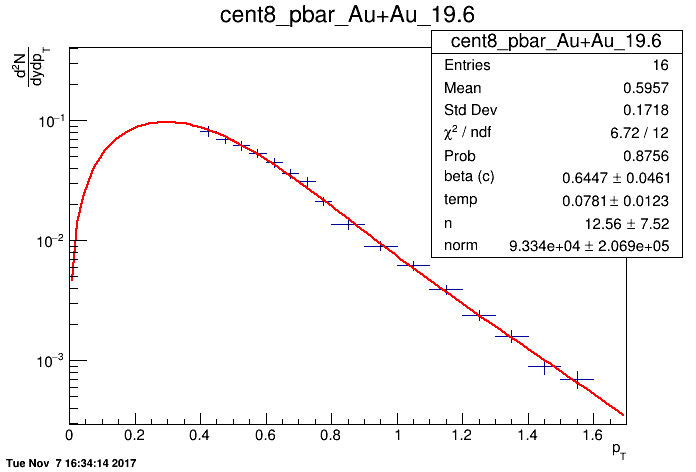 cent8_pbar_Au+Au_19.6
d²N
dydp_T
cent8_pbar_Au+Au_19.6
Entries 16
Mean 0.5957
Std Dev 0.1718
χ² / ndf 6.72 / 12
Prob 0.8756
beta (c) 0.6447 ± 0.0461
temp 0.0781 ± 0.0123
n 12.56 ± 7.52
norm 9.334e+04 ± 2.069e+05
10⁻¹
10⁻²
10⁻³
0 0.2 0.4 0.6 0.8 1 1.2 1.4 1.6
p_T
Tue Nov 7 16:34:14 2017